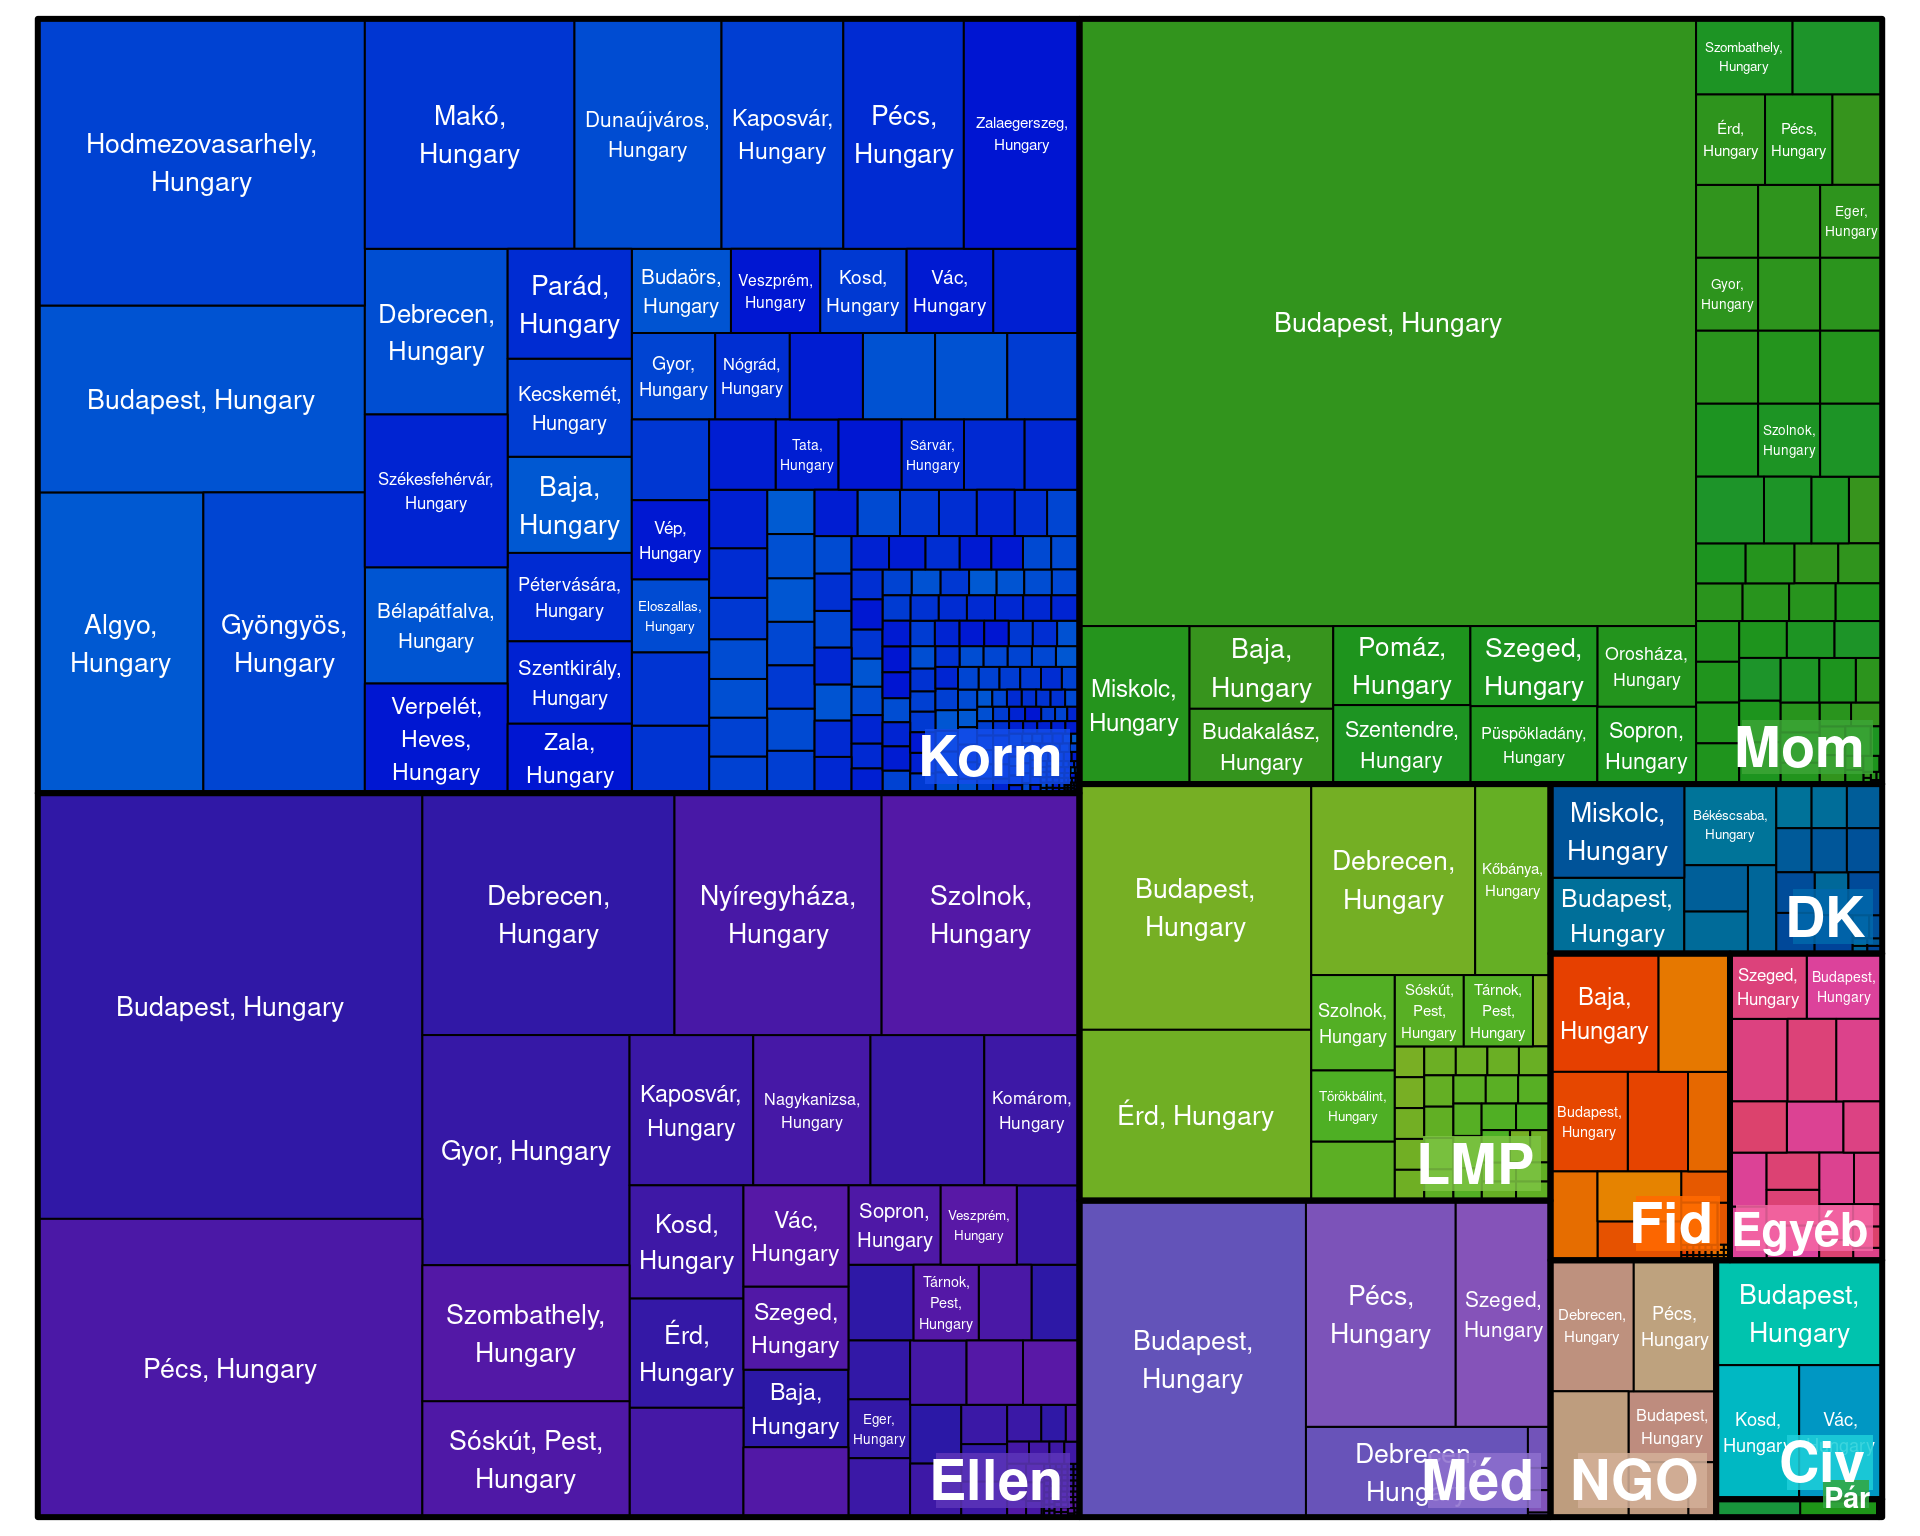 Hodmezovasarhely,
Hungary
Budapest, Hungary
Algyo,
Hungary
Gyöngyös,
Hungary
Makó,
Hungary
Dunaújváros,
Hungary
Kaposvár,
Hungary
Pécs,
Hungary
Zalaegerszeg,
Hungary
Debrecen,
Hungary
Székesfehérvár,
Hungary
Bélapátfalva,
Hungary
Verpelét,
Heves,
Hungary
Parád,
Hungary
Kecskemét,
Hungary
Baja,
Hungary
Pétervására,
Hungary
Szentkirály,
Hungary
Zala,
Hungary
Budaörs,
Hungary
Veszprém,
Hungary
Kosd,
Hungary
Vác,
Hungary
Gyor,
Hungary
Nógrád,
Hungary
Tata,
Hungary
Sárvár,
Hungary
Vép,
Hungary
Eloszallas,
Hungary
Korm
Budapest, Hungary
Miskolc,
Hungary
Baja,
Hungary
Budakalász,
Hungary
Pomáz,
Hungary
Szentendre,
Hungary
Szeged,
Hungary
Püspökladány,
Hungary
Orosháza,
Hungary
Sopron,
Hungary
Szombathely,
Hungary
Érd,
Hungary
Pécs,
Hungary
Eger,
Hungary
Gyor,
Hungary
Szolnok,
Hungary
Mom
Budapest, Hungary
Pécs, Hungary
Debrecen,
Hungary
Nyíregyháza,
Hungary
Szolnok,
Hungary
Gyor, Hungary
Szombathely,
Hungary
Sóskút, Pest,
Hungary
Kaposvár,
Hungary
Nagykanizsa,
Hungary
Komárom,
Hungary
Kosd,
Hungary
Érd,
Hungary
Vác,
Hungary
Szeged,
Hungary
Baja,
Hungary
Sopron,
Hungary
Veszprém,
Hungary
Tárnok,
Pest,
Hungary
Eger,
Hungary
Ellen
Budapest,
Hungary
Érd, Hungary
Debrecen,
Hungary
Kőbánya,
Hungary
Szolnok,
Hungary
Törökbálint,
Hungary
Sóskút,
Pest,
Hungary
Tárnok,
Pest,
Hungary
LMP
Budapest,
Hungary
Pécs,
Hungary
Szeged,
Hungary
Debrecen,
Hungary
Méd
Miskolc,
Hungary
Budapest,
Hungary
Békéscsaba,
Hungary
DK
Baja,
Hungary
Budapest,
Hungary
Fid
Szeged,
Hungary
Budapest,
Hungary
Egyéb
Debrecen,
Hungary
Pécs,
Hungary
Budapest,
Hungary
NGO
Budapest,
Hungary
Kosd,
Hungary
Vác,
Hungary
Civ
Pár